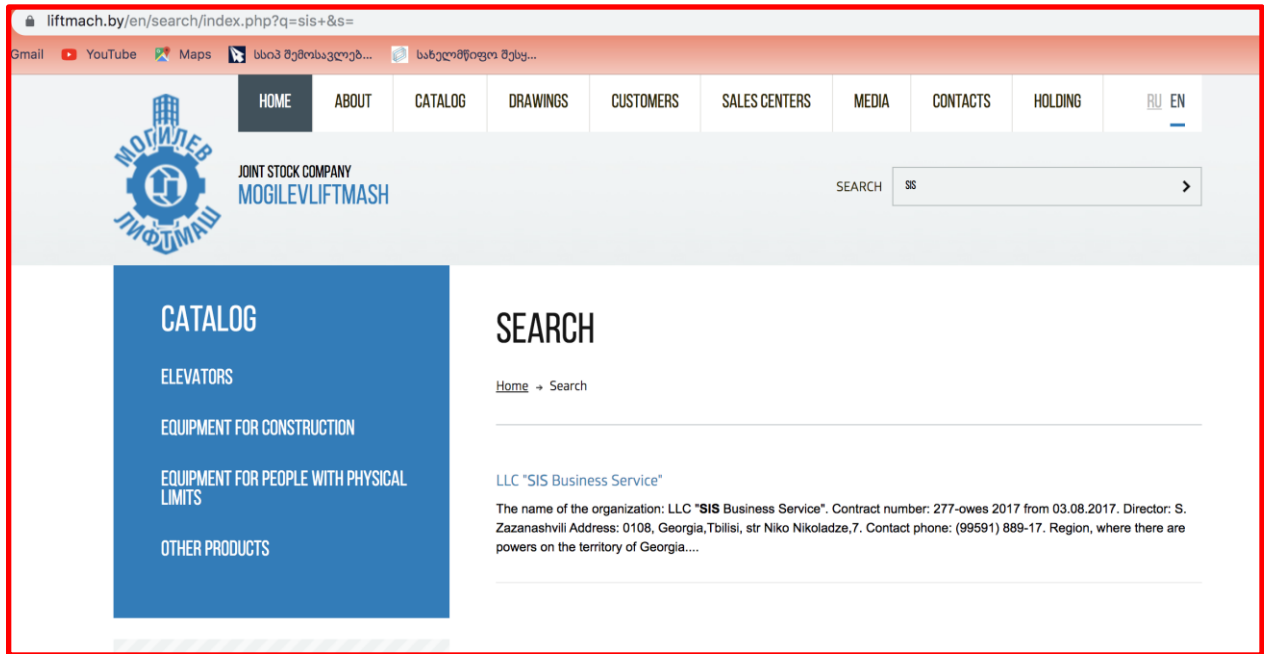 liftmach.by/en/search/index.php?q=sis+&s=
Gmail YouTube Maps სსიპ შემოსავლებ... სახელმწიფო შესყ...
HOME ABOUT CATALOG DRAWINGS CUSTOMERS SALES CENTERS MEDIA CONTACTS HOLDING RU EN
МОГИЛЕВ
ЛИФТМАШ
JOINT STOCK COMPANY
MOGILEVLIFTMASH
SEARCH SIS
CATALOG
ELEVATORS
EQUIPMENT FOR CONSTRUCTION
EQUIPMENT FOR PEOPLE WITH PHYSICAL
LIMITS
OTHER PRODUCTS
SEARCH
Home → Search
LLC "SIS Business Service"
The name of the organization: LLC "SIS Business Service". Contract number: 277-owes 2017 from 03.08.2017. Director: S.
Zazanashvili Address: 0108, Georgia,Tbilisi, str Niko Nikoladze,7. Contact phone: (99591) 889-17. Region, where there are
powers on the territory of Georgia....